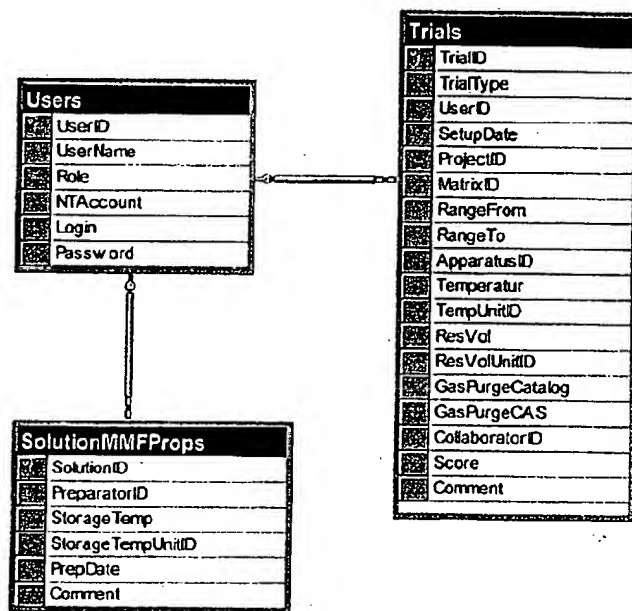 Users
UserID
UserName
Role
NTAccount
Login
Password
SolutionMMFProps
SolutionID
PreparatorID
StorageTemp
StorageTempUnitID
PrepDate
Comment
Trials
TrialID
TrialType
UserID
SetupDate
ProjectID
MatrixID
RangeFrom
RangeTo
ApparatusID
Temperatur
TempUnitID
ResVol
ResVolUnitID
GasPurgeCatalog
GasPurgeCAS
CollaboratorID
Score
Comment